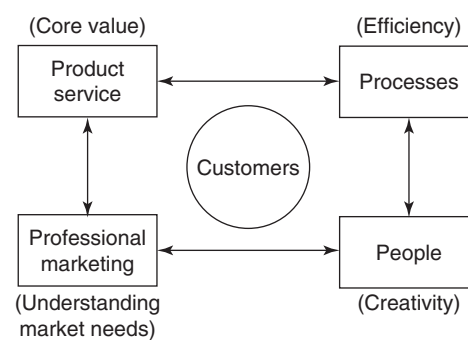 (Core value)
Product
service
(Efficiency)
Processes
Customers
Professional
marketing
(Understanding
market needs)
People
(Creativity)